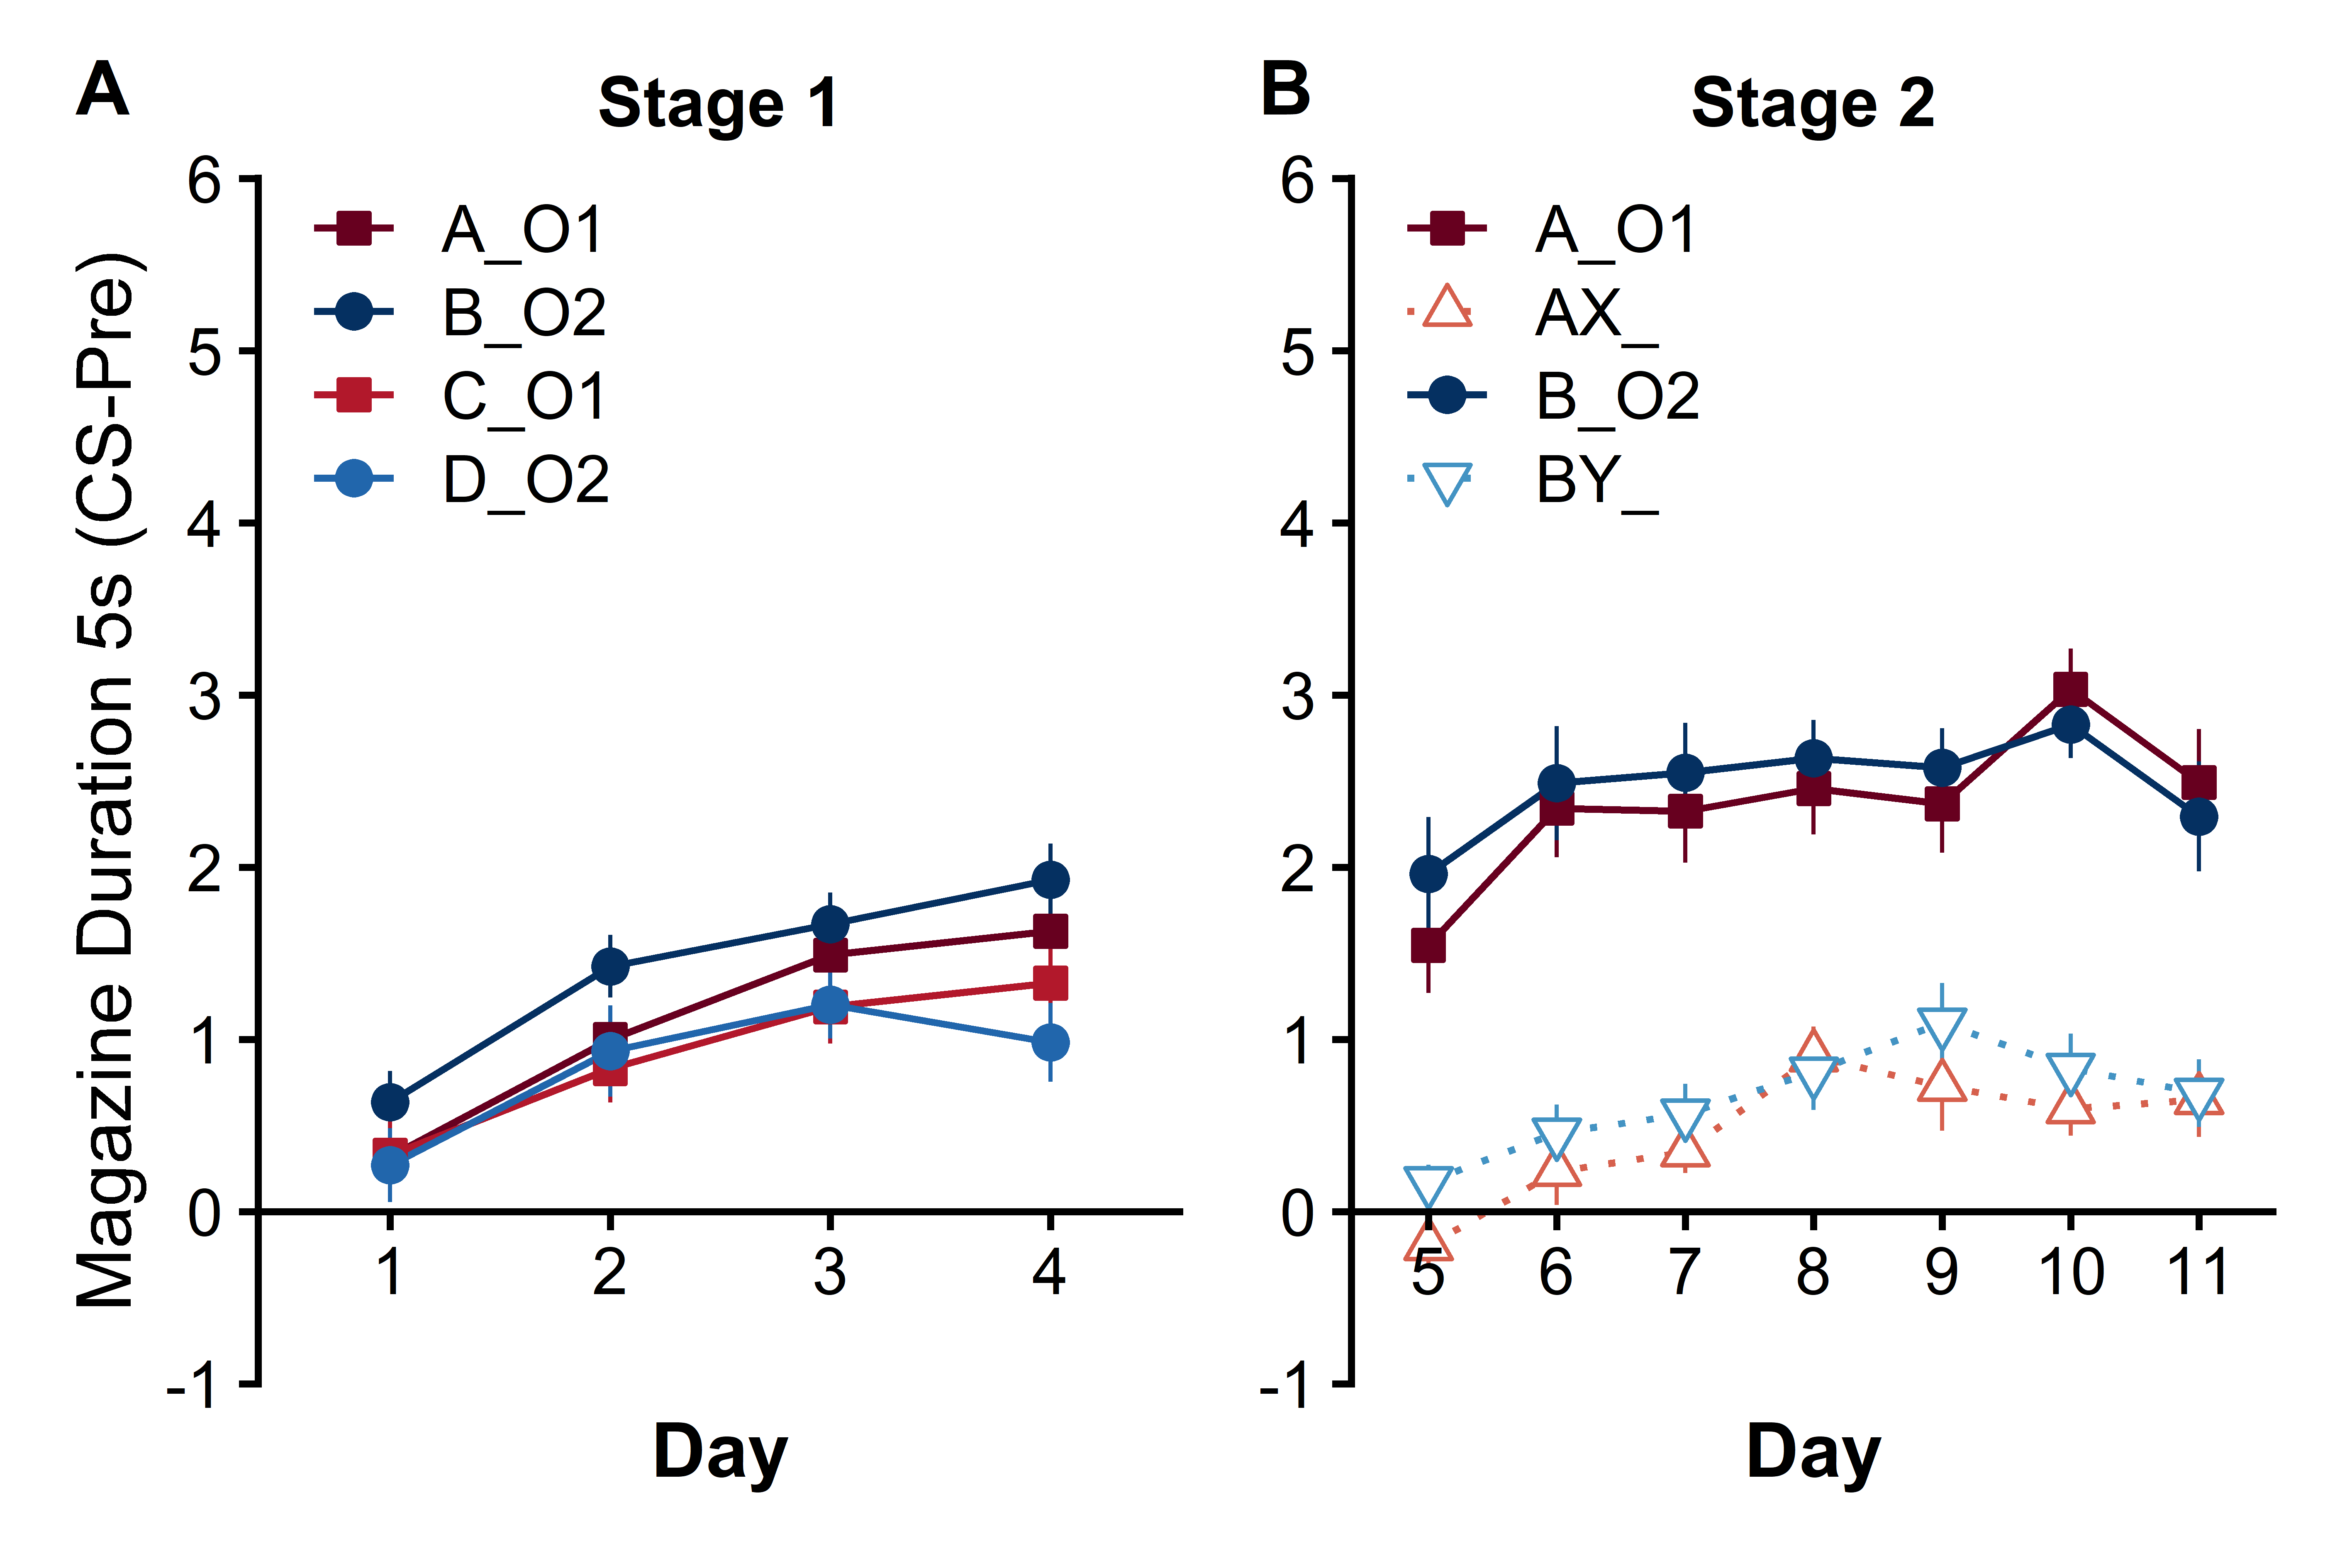 A
Stage 1
Magazine Duration 5s (CS-Pre)
6
5
4
3
2
1
0
-1
A_O1
B_O2
C_O1
D_O2
1 2 3 4
Day
B
Stage 2
6
5
4
3
2
1
0
-1
A_O1
AX_
B_O2
BY_
5 6 7 8 9 10 11
Day